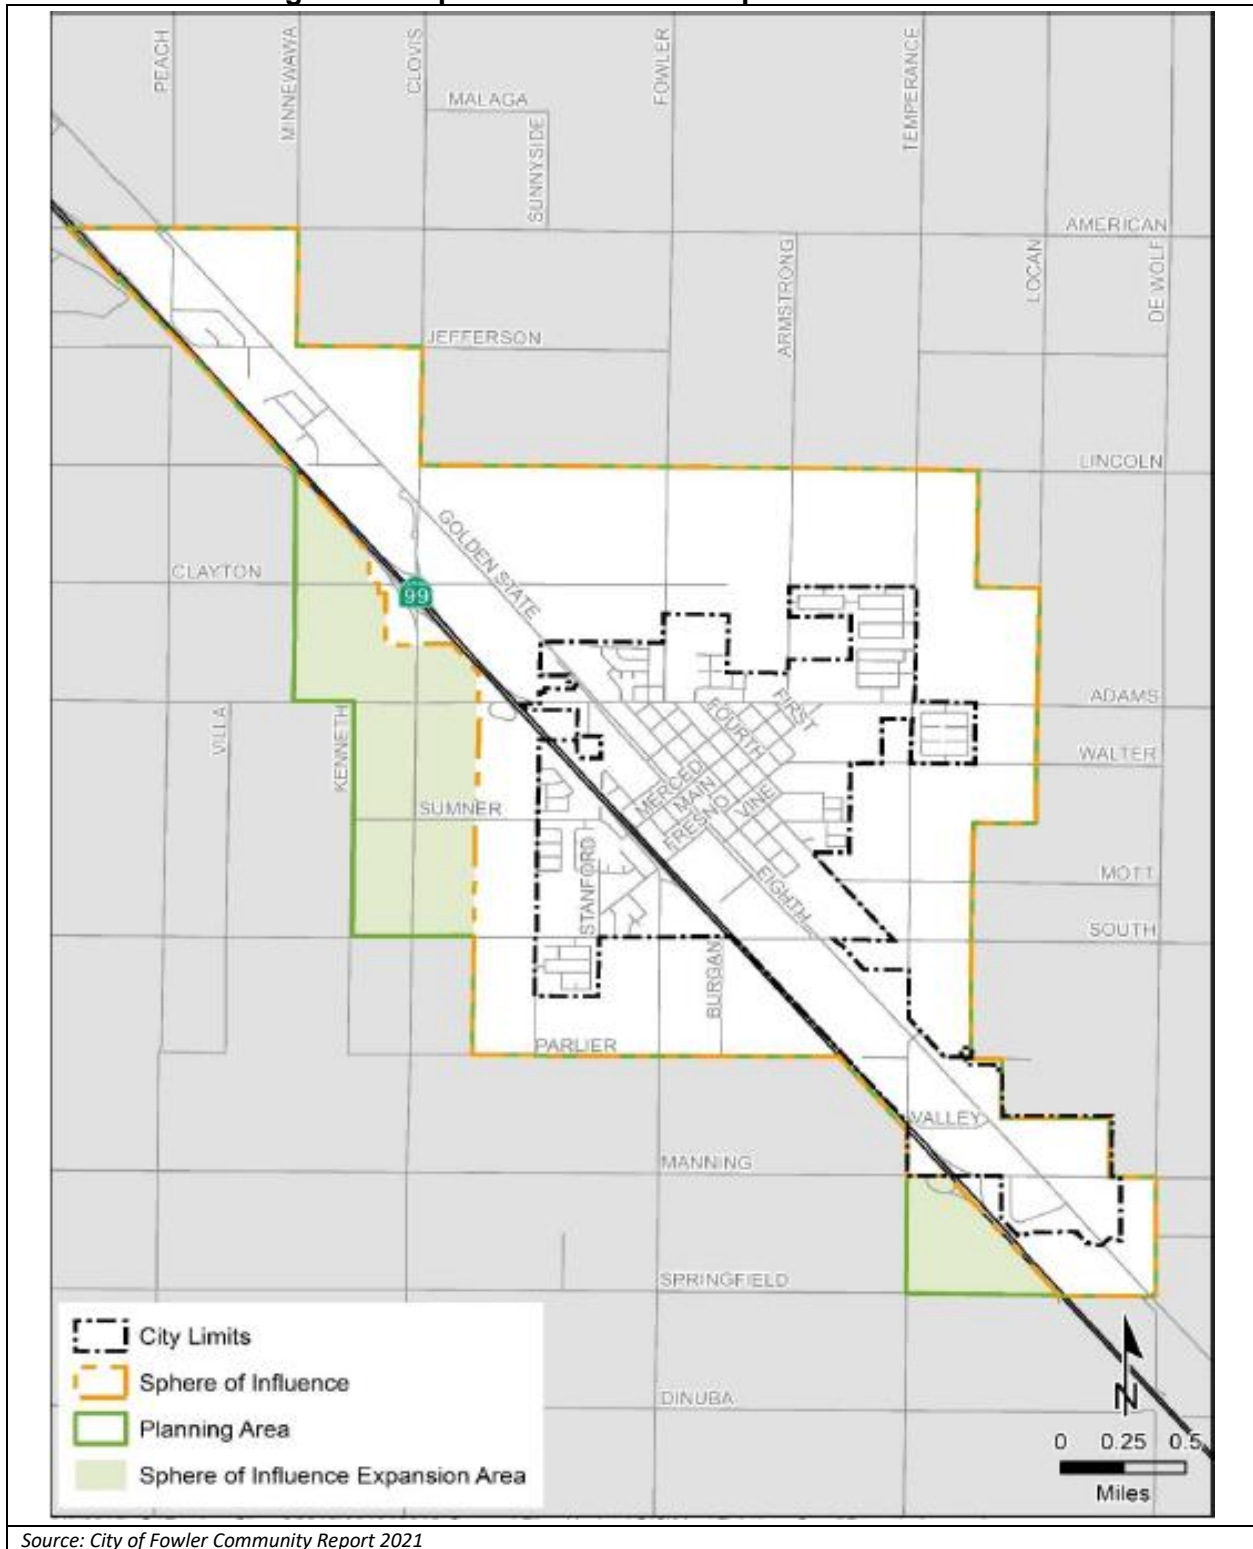 PEACH
MINNEWAWA
CLOVIS
FOWLER
TEMPERANCE
MALAGA
SUNNYSIDE
AMERICAN
ARMSTRONG
LOCAN
DE WOLF
JEFFERSON
LINCOLN
GOLDEN STATE
CLAYTON
99
ADAMS
FIRST
FOURTH
VILLA
KENNETH
WALTER
MERCED
MAIN
VINE
FRESNO
SUMNER
STANFORD
MOTT
EIGHTH
SOUTH
BURGAN
PARLIER
VALLEY
MANNING
SPRINGFIELD
DINUBA
City Limits
Sphere of Influence
Planning Area
Sphere of Influence Expansion Area
N
0 0.25 0.5
Miles
Source: City of Fowler Community Report 2021